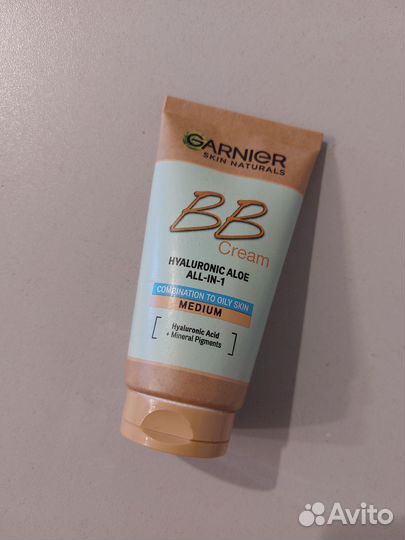 GARNIER
SKIN NATURALS
BB
Cream
HYALURONIC ALOE
ALL-IN-1
COMBINATION TO OILY SKIN
MEDIUM
Hyaluronic Acid
+ Mineral Pigments
Avito